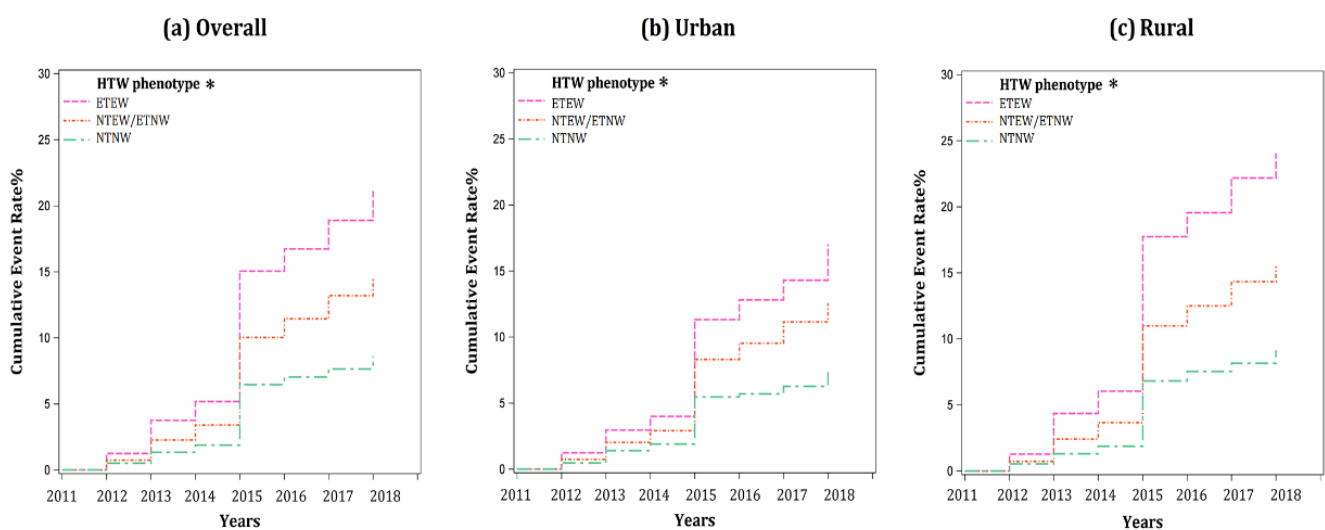 (a) Overall
(b) Urban
(c) Rural
HTW phenotype *
ETEW
NTEW/ETNW
NTNW
Cumulative Event Rate%
30
25
20
15
10
5
0
2011 2012 2013 2014 2015 2016 2017 2018
Years
HTW phenotype *
ETEW
NTEW/ETNW
NTNW
Cumulative Event Rate%
30
25
20
15
10
5
0
2011 2012 2013 2014 2015 2016 2017 2018
Years
HTW phenotype *
ETEW
NTEW/ETNW
NTNW
Cumulative Event Rate%
30
25
20
15
10
5
0
2011 2012 2013 2014 2015 2016 2017 2018
Years